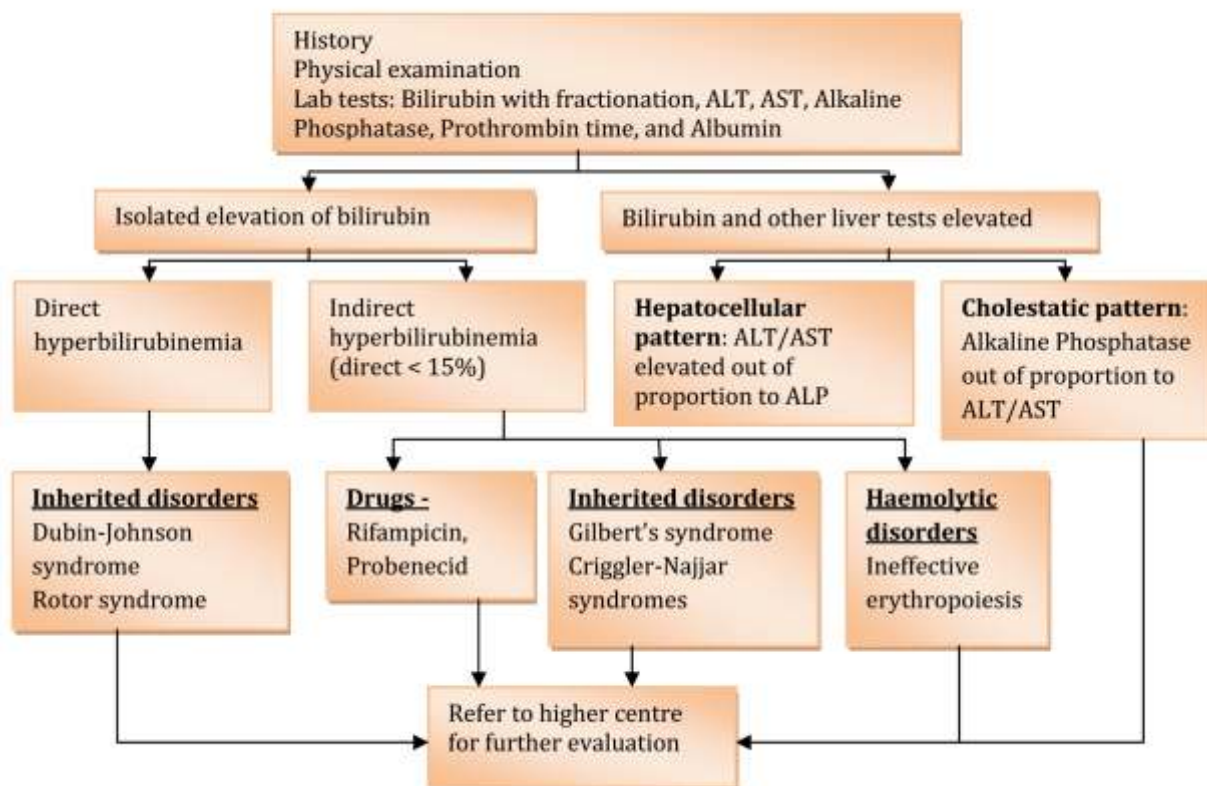 History
Physical examination
Lab tests: Bilirubin with fractionation, ALT, AST, Alkaline
Phosphatase, Prothrombin time, and Albumin
Isolated elevation of bilirubin
Bilirubin and other liver tests elevated
Direct
hyperbilirubinemia
Indirect
hyperbilirubinemia
(direct < 15%)
Hepatocellular
pattern: ALT/AST
elevated out of
proportion to ALP
Cholestatic pattern:
Alkaline Phosphatase
out of proportion to
ALT/AST
Inherited disorders
Dubin-Johnson
syndrome
Rotor syndrome
Drugs -
Rifampicin,
Probenecid
Inherited disorders
Gilbert's syndrome
Criggler-Najjar
syndromes
Haemolytic
disorders
Ineffective
erythropoiesis
Refer to higher centre
for further evaluation